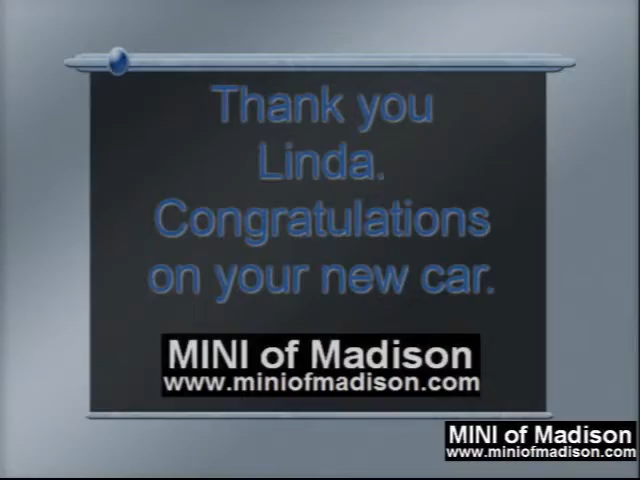 Thank you
Linda.
Congratulations
on your new car.
MINI of Madison
www.miniofmadison.com
MINI of Madison
www.miniofmadison.com